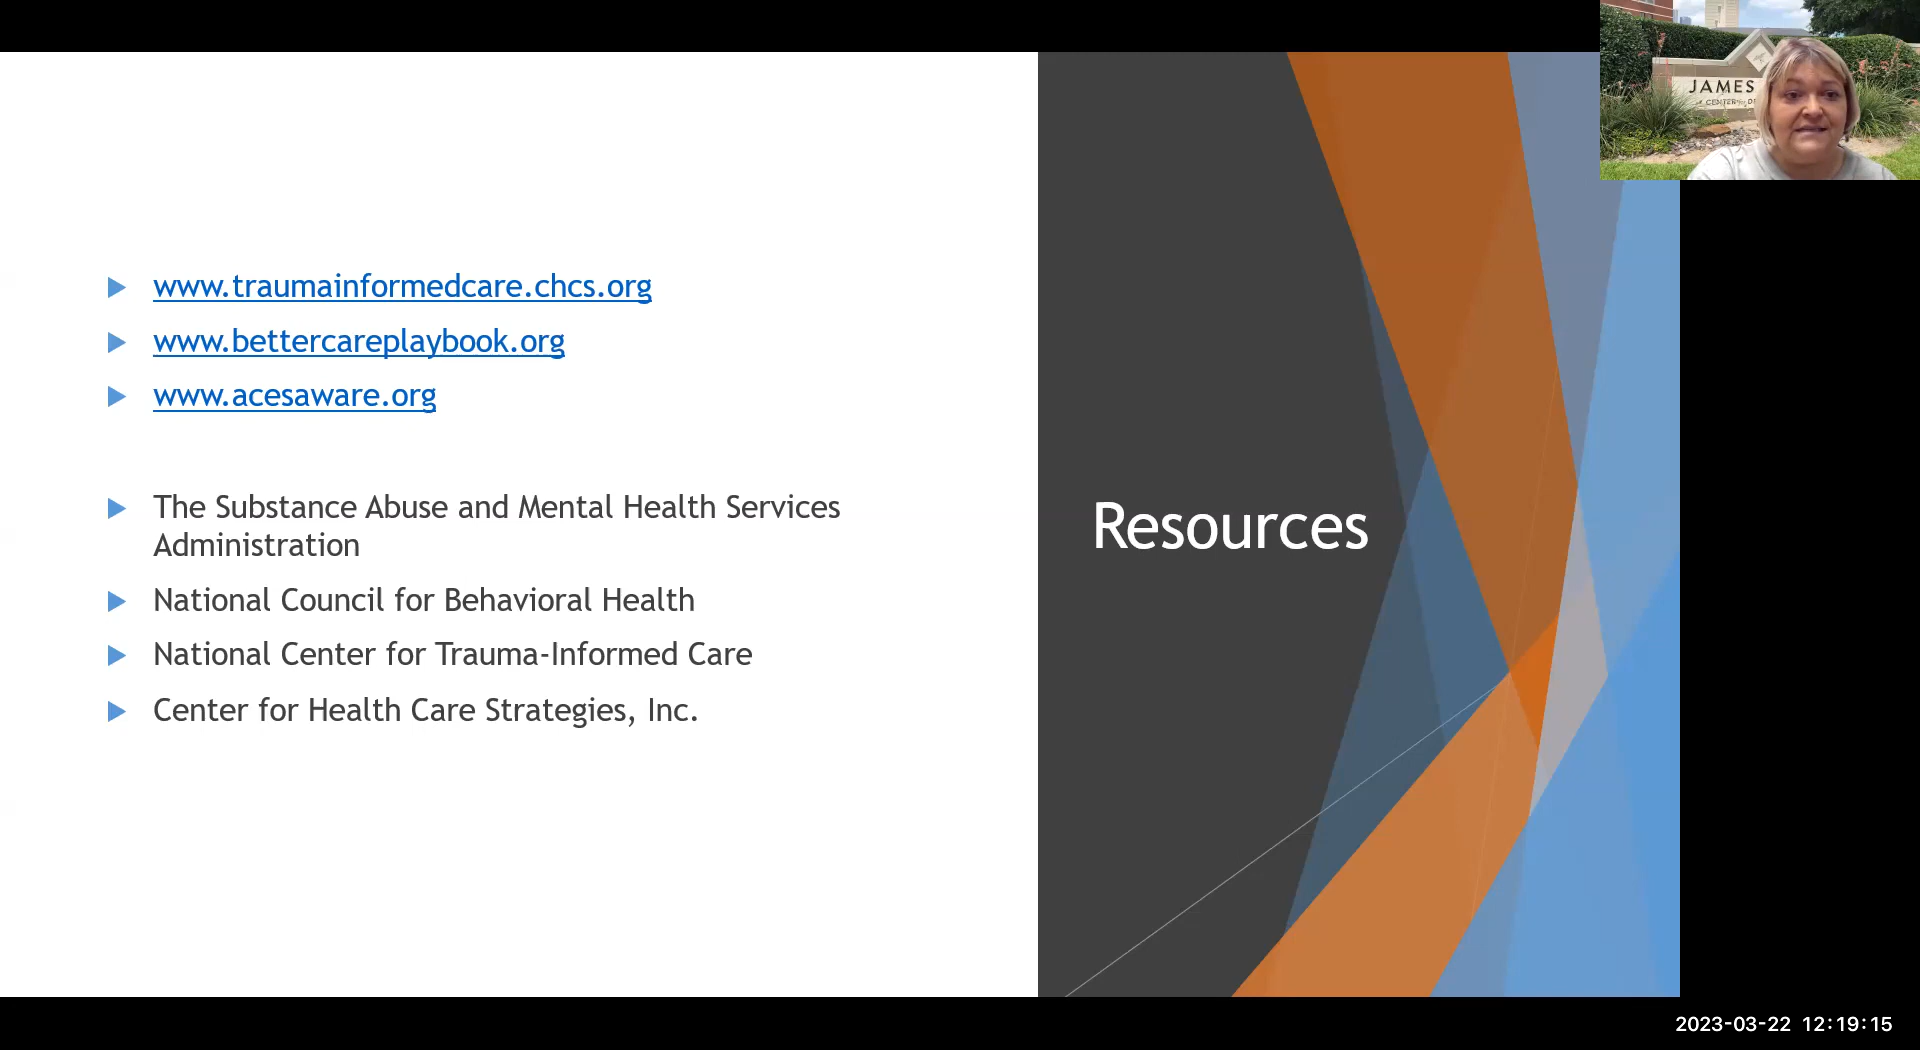 www.traumainformedcare.chcs.org
www.bettercareplaybook.org
www.acesaware.org
The Substance Abuse and Mental Health Services
Administration
National Council for Behavioral Health
National Center for Trauma-Informed Care
Center for Health Care Strategies, Inc.
Resources
JAMES
CENTER
2023-03-22 12:19:15